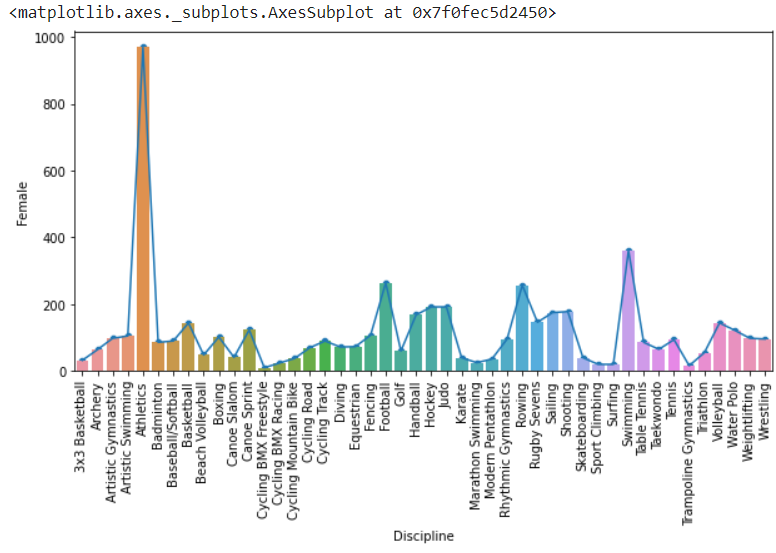 <matplotlib.axes._subplots.AxesSubplot at 0x7f0fec5d2450>
1000
800
600
400
200
0
Female
3x3 Basketball
Archery
Artistic Gymnastics
Artistic Swimming
Athletics
Badminton
Baseball/Softball
Basketball
Beach Volleyball
Boxing
Canoe Slalom
Canoe Sprint
Cycling BMX Freestyle
Cycling BMX Racing
Cycling Mountain Bike
Cycling Road
Cycling Track
Diving
Equestrian
Fencing
Football
Golf
Handball
Hockey
Judo
Karate
Marathon Swimming
Modern Pentathlon
Rhythmic Gymnastics
Rowing
Rugby Sevens
Sailing
Shooting
Skateboarding
Sport Climbing
Surfing
Swimming
Table Tennis
Taekwondo
Tennis
Trampoline Gymnastics
Triathlon
Volleyball
Water Polo
Weightlifting
Wrestling
Discipline